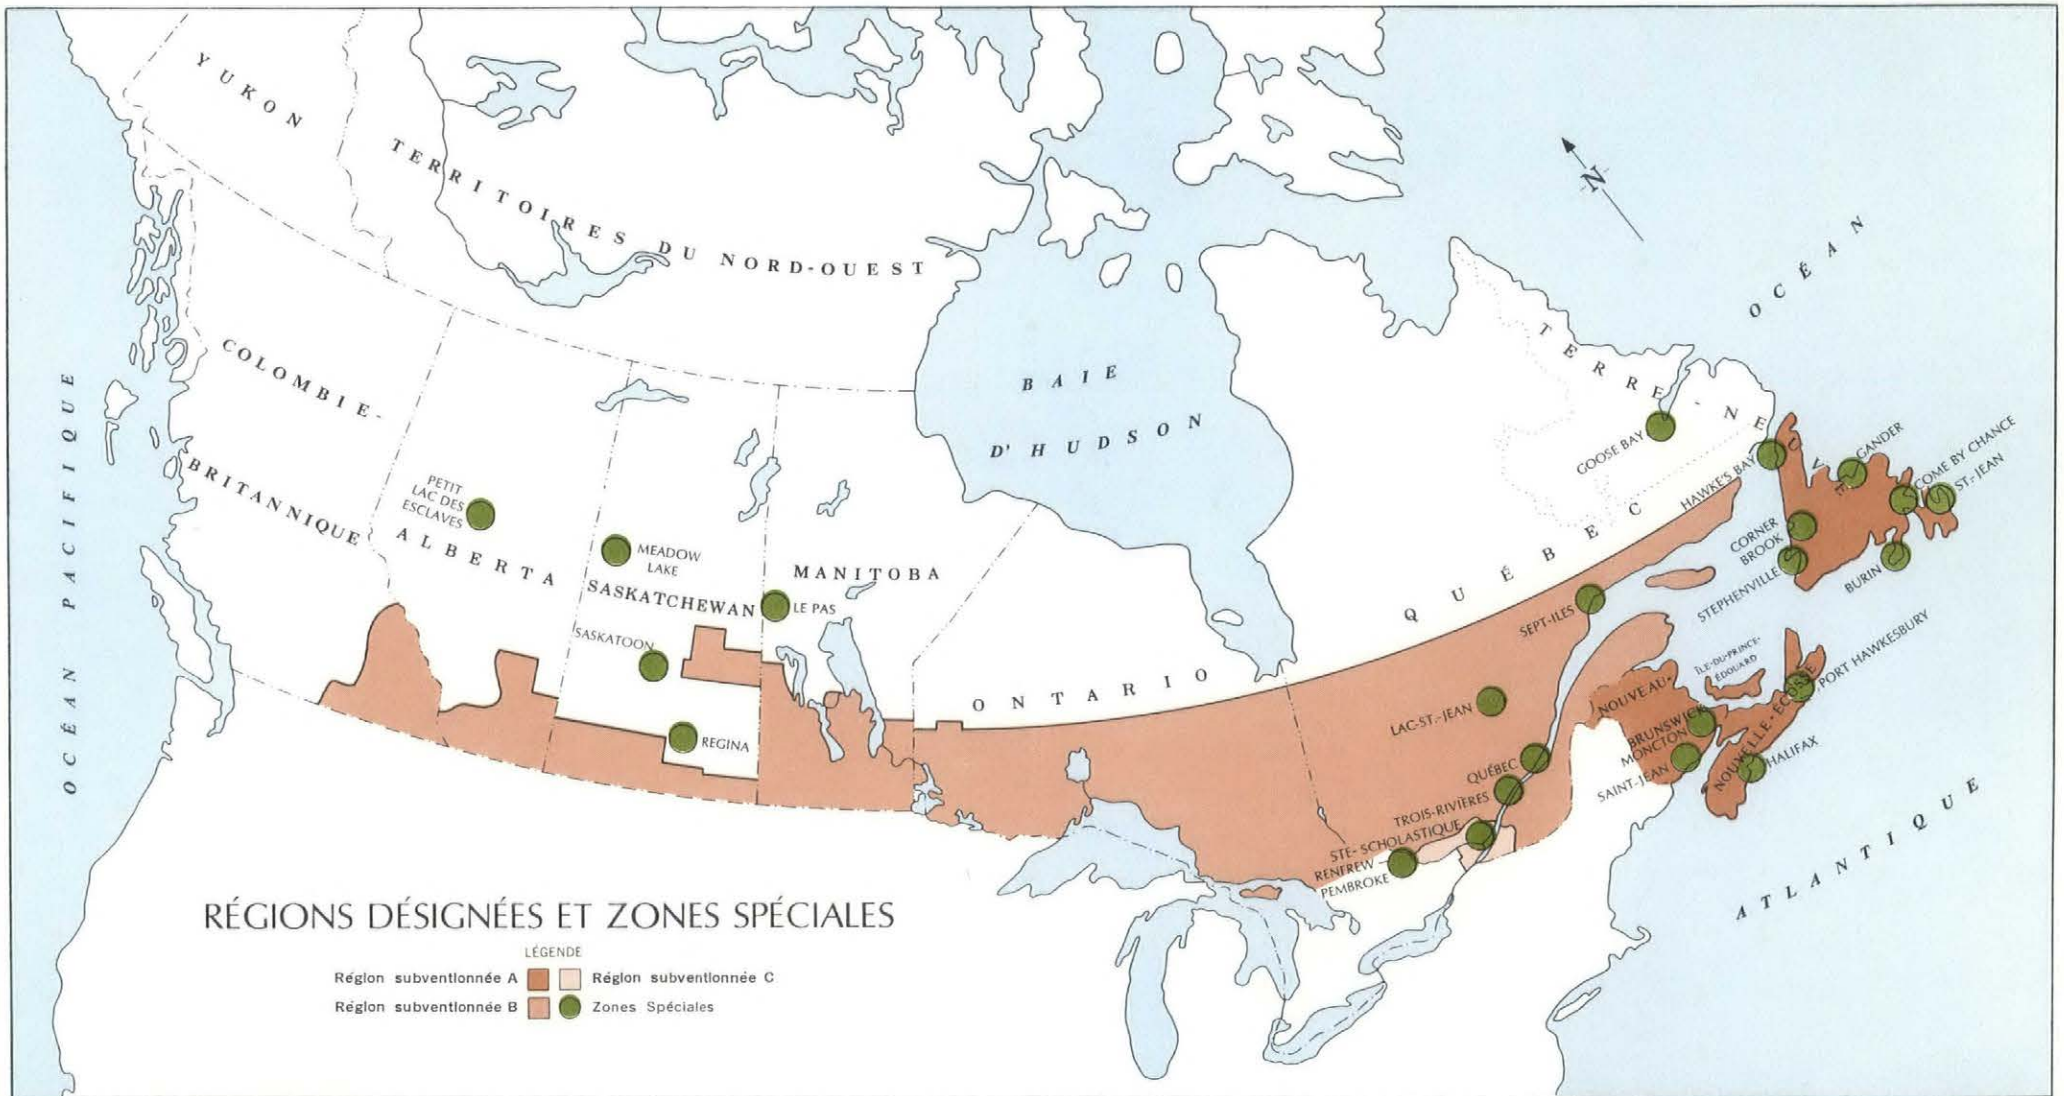 YUKON
TERRITOIRES DU NORD-OUEST
-N-
OCÉAN
COLOMBIE-
BRITANNIQUE
BAIE
D'HUDSON
TERRE-NEUVE
OCÉAN PACIFIQUE
GOOSE BAY
HAWKE'S BAY
GANDER
COME BY CHANCE
ST.-JEAN
PETIT
LAC DES
ESCLAVES
ALBERTA
MEADOW
LAKE
SASKATCHEWAN
MANITOBA
LE PAS
QUÉBEC
CORNER
BROOK
STEPHENVILLE
BURIN
SEPT-ILES
SASKATOON
ONTARIO
ÎLE-DU-PRINCE-
ÉDOUARD
PORT HAWKESBURY
NOUVEAU-
BRUNSWICK
NOUVELLE-ÉCOSSE
LAC-ST.-JEAN
REGINA
MONCTON
HALIFAX
SAINT-JEAN
QUÉBEC
TROIS-RIVIÈRES
STE-SCHOLASTIQUE
RENFREW
PEMBROKE
ATLANTIQUE
RÉGIONS DÉSIGNÉES ET ZONES SPÉCIALES
LÉGENDE
Région subventionnée A
Région subventionnée C
Région subventionnée B
Zones Spéciales